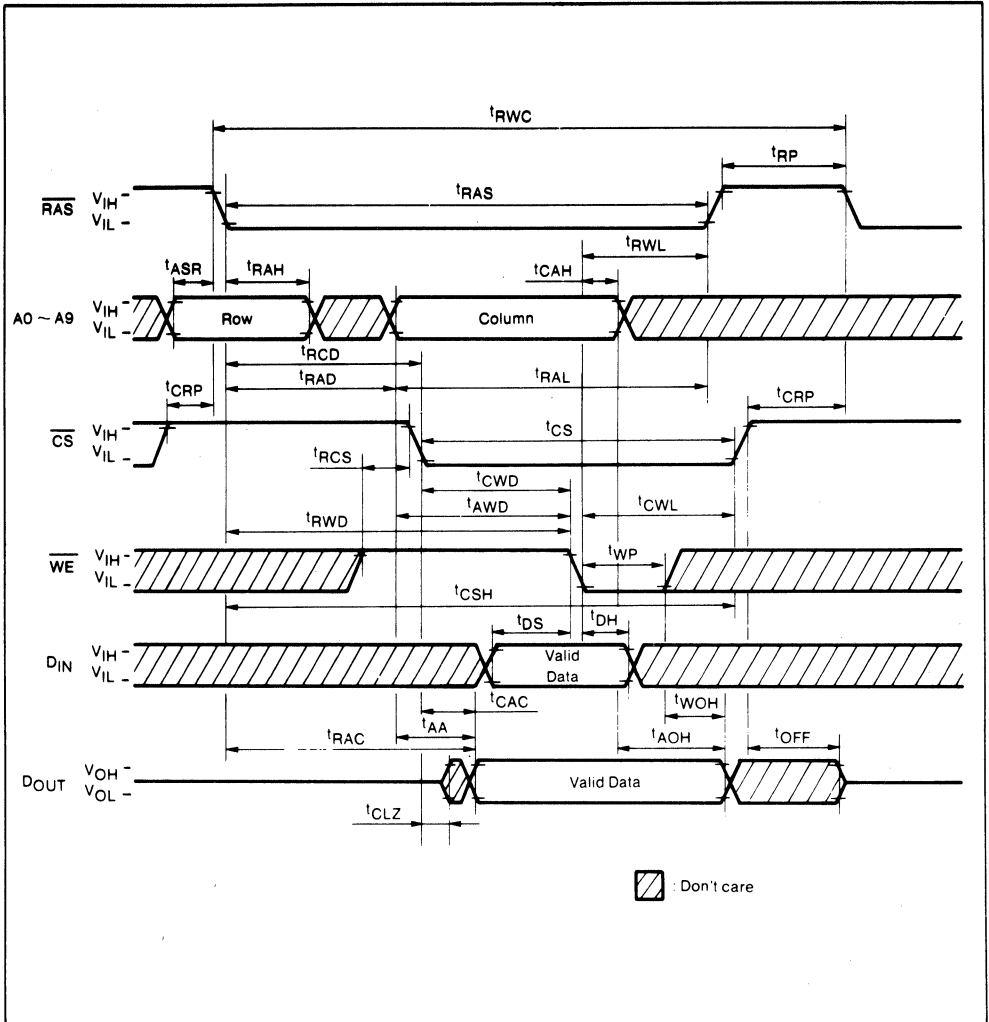 tRWC
tRP
tRAS
RAS VIH
VIL
tRWL
tASR tRAH tCAH
A0 ~ A9 VIH
VIL
Row Column
tRCD
tRAD tRAL
tCRP tCRP
CS VIH
VIL
tCS
tRCS
tCWD
tAWD tCWL
tRWD
tWP
WE VIH
VIL
tCSH
tDS tDH
DIN VIH
VIL
Valid
Data
tCAC tWOH
tAA
tRAC tAOH tOFF
DOUT VOH
VOL
Valid Data
tCLZ
: Don't care